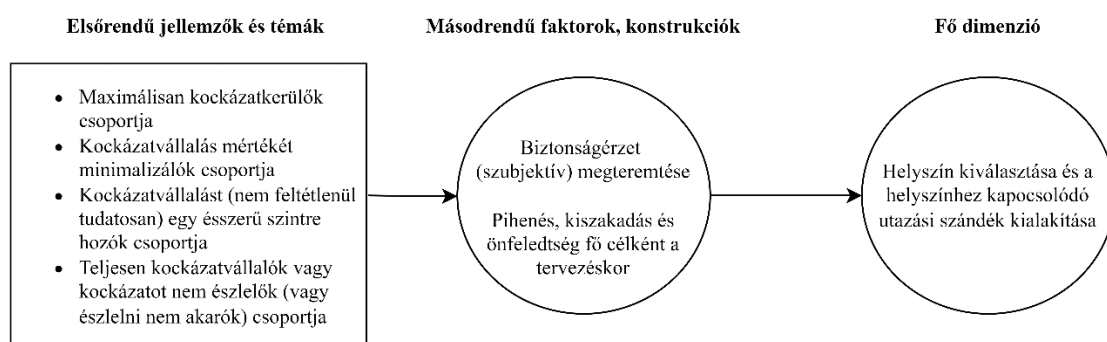 Elsőrendű jellemzők és témák
• Maximálisan kockázatkerülők
csoportja
• Kockázatvállalás mértékét
minimalizálók csoportja
• Kockázatvállalást (nem feltétlenül
tudatosan) egy ésszerű szintre
hozók csoportja
• Teljesen kockázatvállalók vagy
kockázatot nem észlelők (vagy
észlelni nem akarók) csoportja
Másodrendű faktorok, konstrukciók
Biztonságérzet
(szubjektív) megteremtése
Pihenés, kiszakadás és
önfeledtség fő célként a
tervezéskor
Fő dimenzió
Helyszín kiválasztása és a
helyszínhez kapcsolódó
utazási szándék kialakítása